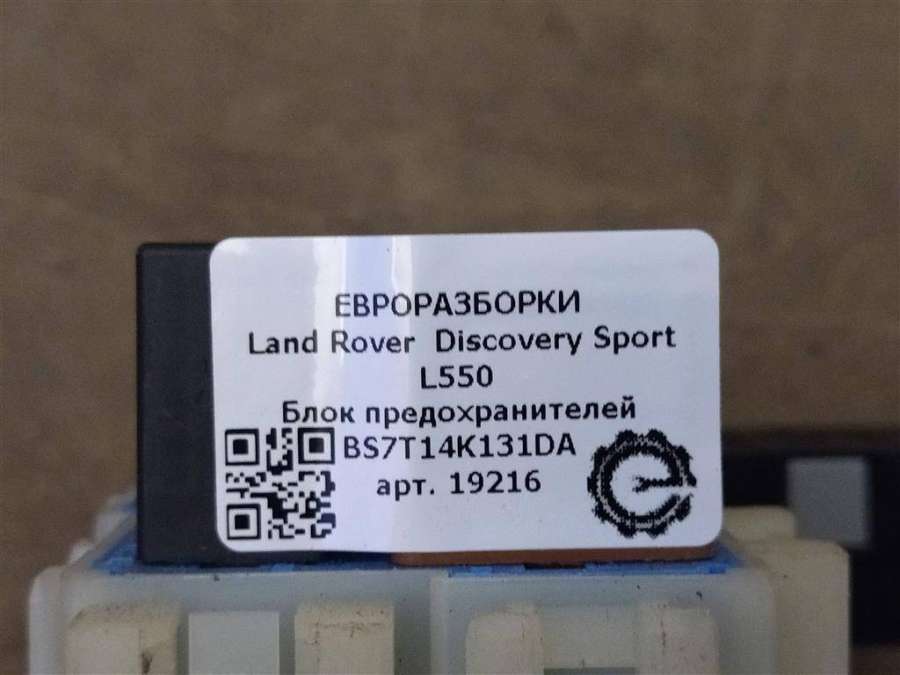 ЕВРОРАЗБОРКИ
Land Rover Discovery Sport
L550
Блок предохранителей
BS7T14K131DA
арт. 19216